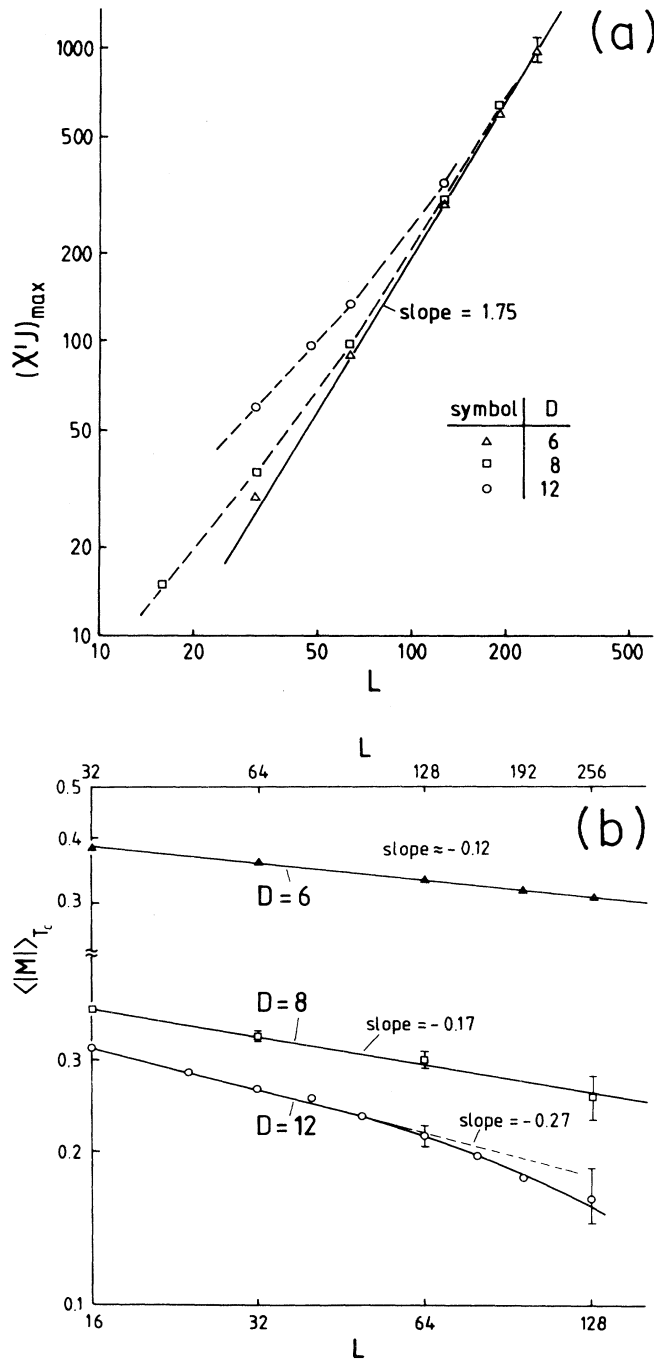 (a)
1000
500
200
100
50
20
10
(χ'J)max
slope = 1.75
symbol D
△ 6
□ 8
○ 12
10 20 50 100 200 500
L
L
32 64 128 192 256
(b)
0.5
0.4
0.3
slope ≈ - 0.12
D = 6
⟨|M|⟩Tc
D = 8
slope = - 0.17
0.3
D = 12
slope = - 0.27
0.2
0.1
16 32 64 128
L